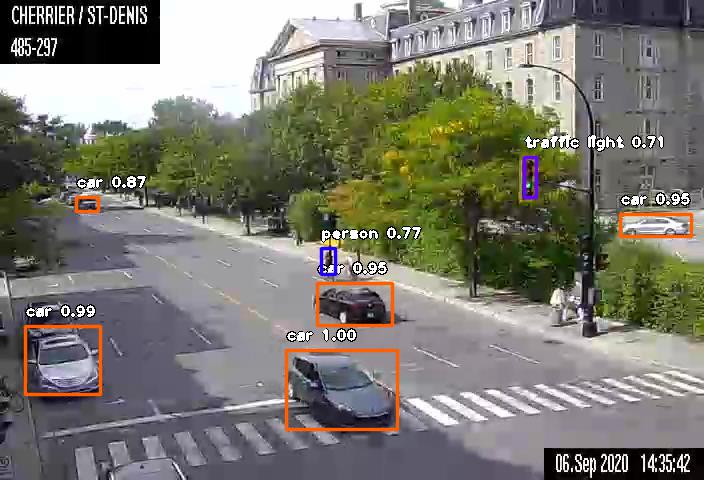 CHERRIER / ST-DENIS
485-297
traffic light 0.71
car 0.87
car 0.95
person 0.77
car 0.95
car 0.99
car 1.00
06.Sep 2020 14:35:42